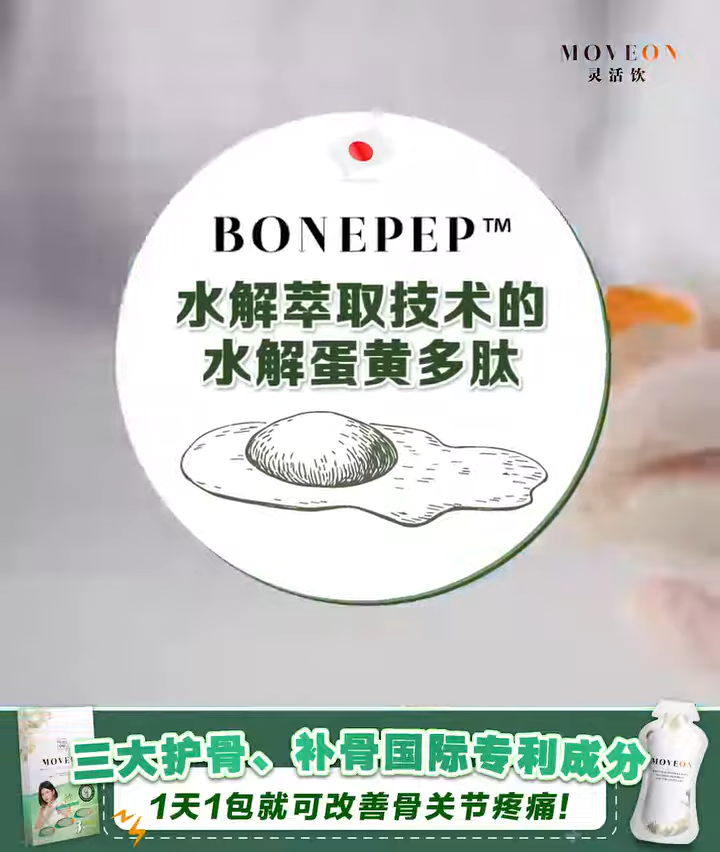 MOVEON
灵活饮
BONEPEP™
水解萃取技术的
水解蛋黄多肽
三大护骨、补骨国际专利成分
1天1包就可改善骨关节疼痛!
MOVEON